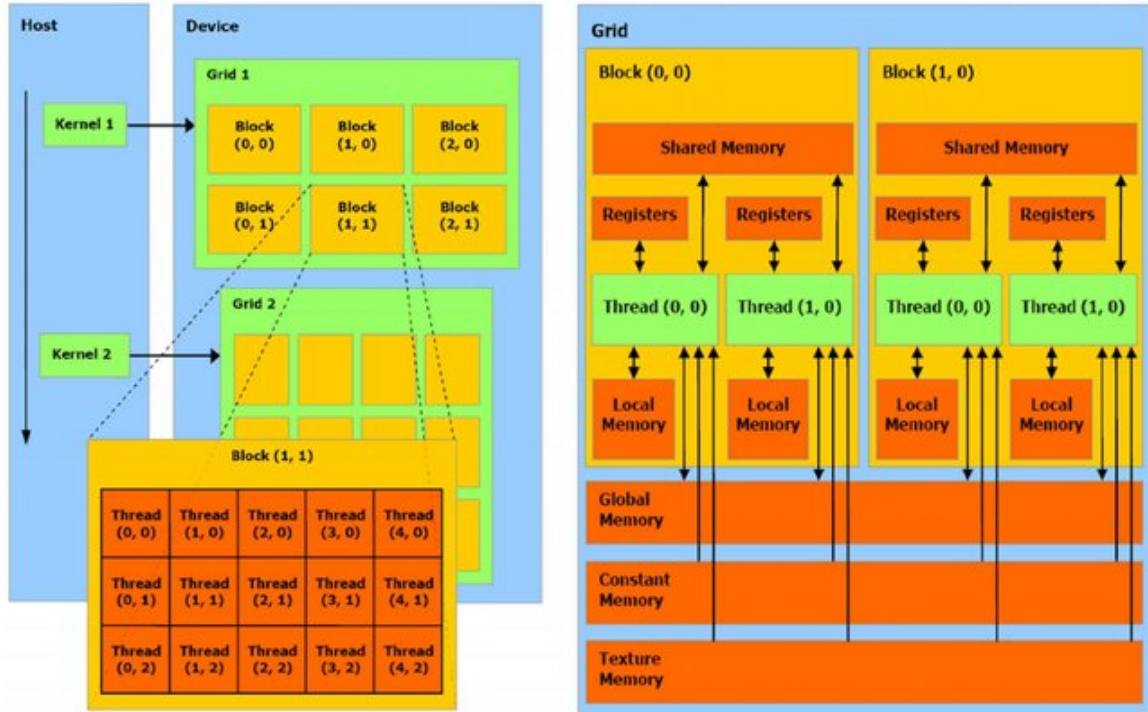 Host
Device
Grid 1
Kernel 1
Block
(0, 0)
Block
(1, 0)
Block
(2, 0)
Block
(0, 1)
Block
(1, 1)
Block
(2, 1)
Grid 2
Kernel 2
Block (1, 1)
Thread
(0, 0)
Thread
(1, 0)
Thread
(2, 0)
Thread
(3, 0)
Thread
(4, 0)
Thread
(0, 1)
Thread
(1, 1)
Thread
(2, 1)
Thread
(3, 1)
Thread
(4, 1)
Thread
(0, 2)
Thread
(1, 2)
Thread
(2, 2)
Thread
(3, 2)
Thread
(4, 2)
Grid
Block (0, 0)
Shared Memory
Registers
Registers
Thread (0, 0)
Thread (1, 0)
Local
Memory
Local
Memory
Block (1, 0)
Shared Memory
Registers
Registers
Thread (0, 0)
Thread (1, 0)
Local
Memory
Local
Memory
Global
Memory
Constant
Memory
Texture
Memory